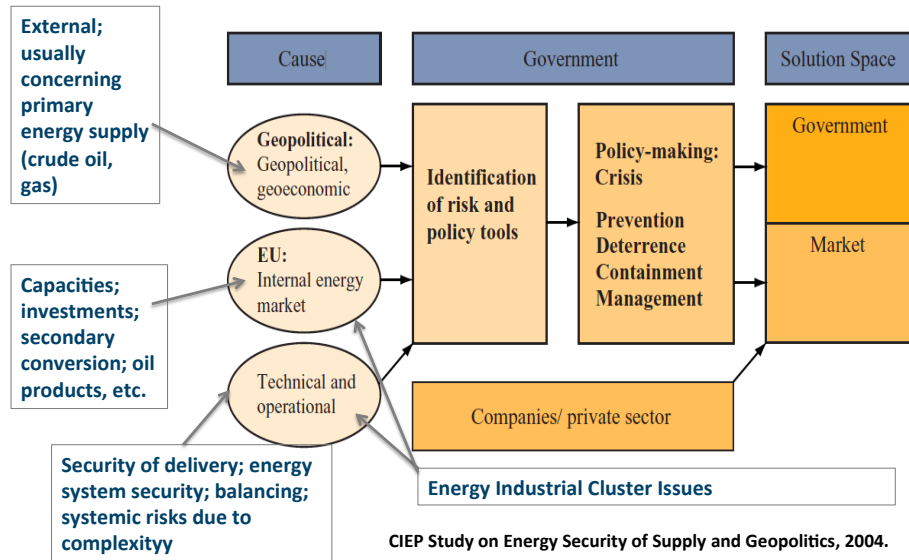 External;
usually
concerning
primary
energy supply
(crude oil,
gas)
Cause
Government
Solution Space
Geopolitical:
Geopolitical,
geoeconomic
Identification
of risk and
policy tools
Policy-making:
Crisis
Prevention
Deterrence
Containment
Management
Government
Market
EU:
Internal energy
market
Capacities;
investments;
secondary
conversion; oil
products, etc.
Technical and
operational
Companies/ private sector
Security of delivery; energy
system security; balancing;
systemic risks due to
complexityy
Energy Industrial Cluster Issues
CIEP Study on Energy Security of Supply and Geopolitics, 2004.